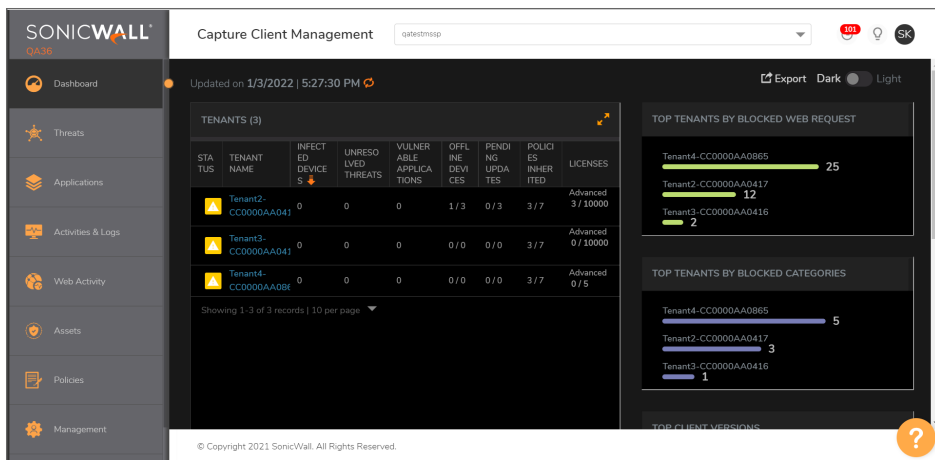 SONICWALL
QA36
Capture Client Management
qatestmssp
101
SK
Dashboard
Threats
Applications
Activities & Logs
Web Activity
Assets
Policies
Management
Updated on 1/3/2022 | 5:27:30 PM
Export Dark Light
TENANTS (3)
STA
TUS
TENANT
NAME
INFECT
ED
DEVICE
S
UNRESO
LVED
THREATS
VULNER
ABLE
APPLICA
TIONS
OFFL
INE
DEVI
CES
PENDI
NG
UPDA
TES
POLICI
ES
INHER
ITED
LICENSES
Tenant2-
CC0000AA041
0 0 0 1 / 3 0 / 3 3 / 7
Advanced
3 / 10000
Tenant3-
CC0000AA041
0 0 0 0 / 0 0 / 0 3 / 7
Advanced
0 / 10000
Tenant4-
CC0000AA086
0 0 0 0 / 0 0 / 0 3 / 7
Advanced
0 / 5
Showing 1-3 of 3 records | 10 per page
TOP TENANTS BY BLOCKED WEB REQUEST
Tenant4-CC0000AA0865
25
Tenant2-CC0000AA0417
12
Tenant3-CC0000AA0416
2
TOP TENANTS BY BLOCKED CATEGORIES
Tenant4-CC0000AA0865
5
Tenant2-CC0000AA0417
3
Tenant3-CC0000AA0416
1
TOP CLIENT VERSIONS
?
© Copyright 2021 SonicWall. All Rights Reserved.